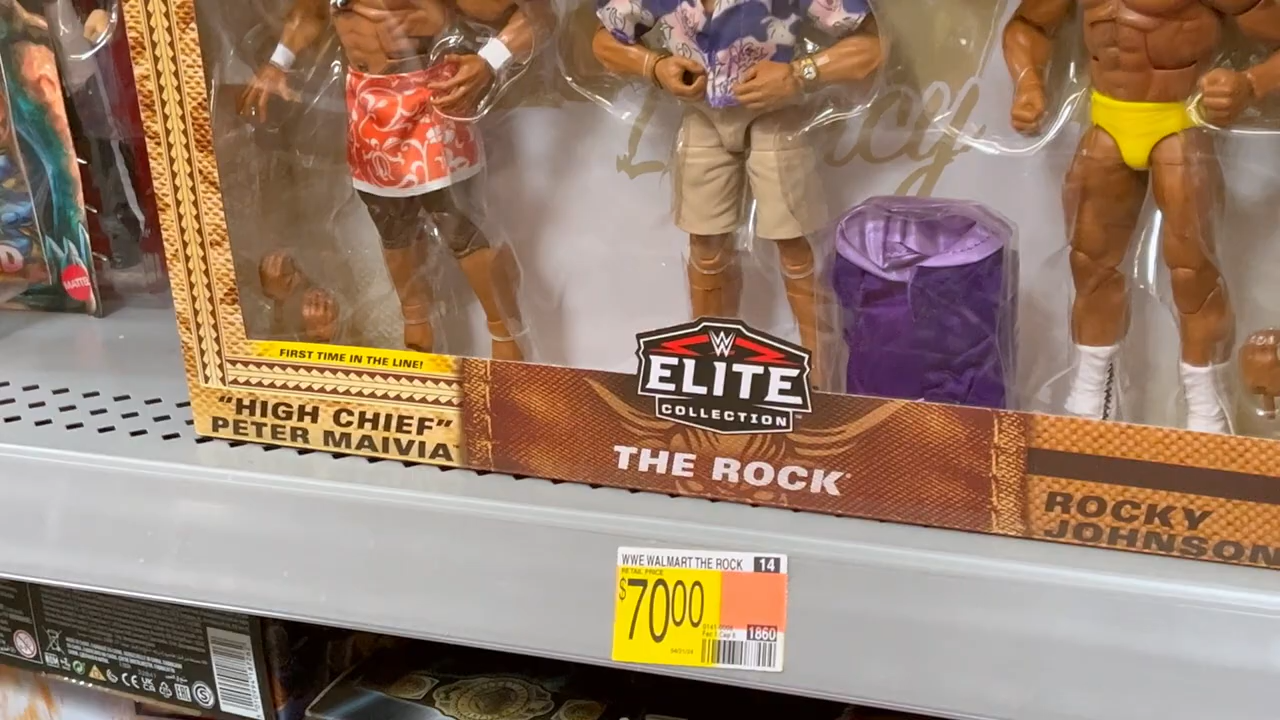 Legacy
MATTEL
FIRST TIME IN THE LINE!
"HIGH CHIEF"
PETER MAIVIA
W
ELITE
COLLECTION
THE ROCK
ROCKY
JOHNSON
WWE WALMART THE ROCK 14
RETAIL PRICE
$70.00
1860